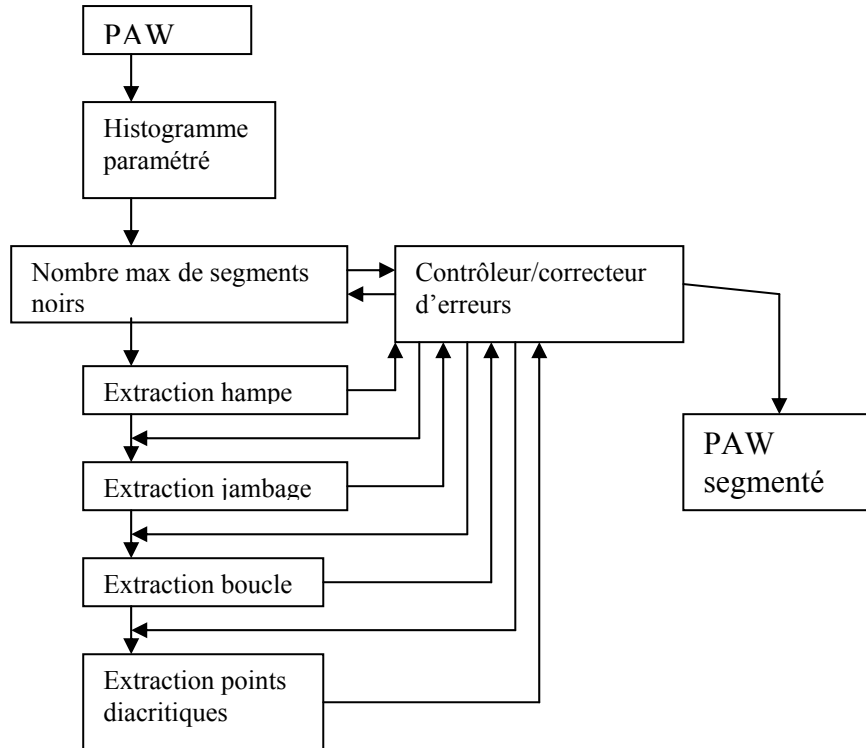 PAW
Histogramme
paramétré
Nombre max de segments
noirs
Contrôleur/correcteur
d’erreurs
Extraction hampe
PAW
segmenté
Extraction jambage
Extraction boucle
Extraction points
diacritiques